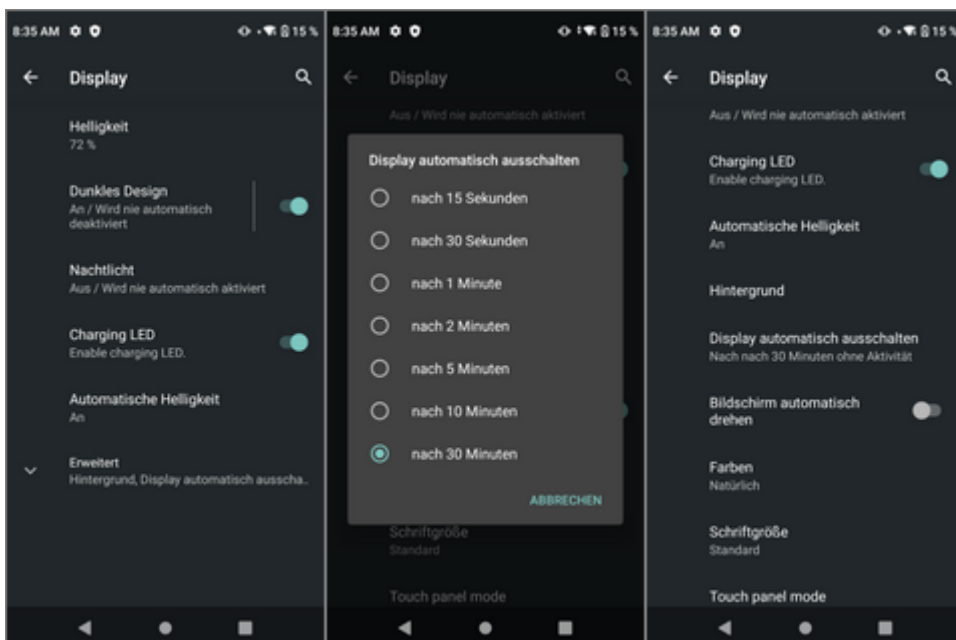 8:35 AM 15 %
Display
Helligkeit
72 %
Dunkles Design
An / Wird nie automatisch
deaktiviert
Nachtlicht
Aus / Wird nie automatisch aktiviert
Charging LED
Enable charging LED.
Automatische Helligkeit
An
Erweitert
Hintergrund, Display automatisch ausscha..
8:35 AM 15 %
Display
Aus / Wird nie automatisch aktiviert
Display automatisch ausschalten
nach 15 Sekunden
nach 30 Sekunden
nach 1 Minute
nach 2 Minuten
nach 5 Minuten
nach 10 Minuten
nach 30 Minuten
ABBRECHEN
Schriftgröße
Standard
Touch panel mode
8:35 AM 15 %
Display
Aus / Wird nie automatisch aktiviert
Charging LED
Enable charging LED.
Automatische Helligkeit
An
Hintergrund
Display automatisch ausschalten
Nach nach 30 Minuten ohne Aktivität
Bildschirm automatisch
drehen
Farben
Natürlich
Schriftgröße
Standard
Touch panel mode